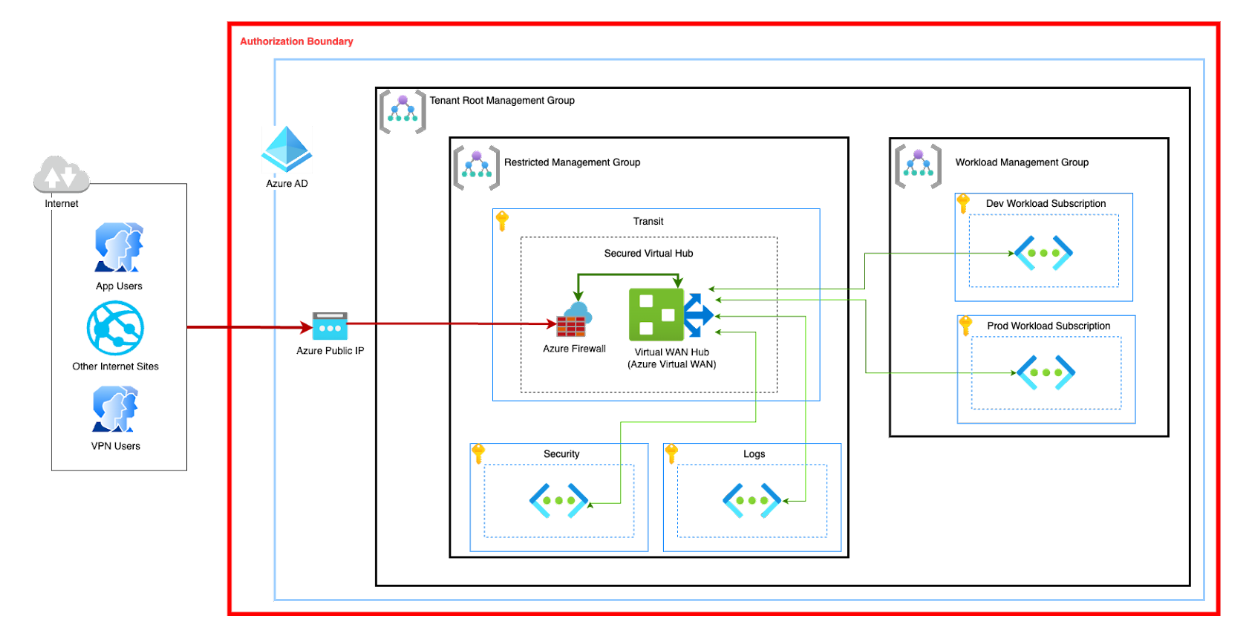 Authorization Boundary
Tenant Root Management Group
Restricted Management Group
Workload Management Group
Azure AD
Internet
Dev Workload Subscription
Transit
Secured Virtual Hub
App Users
Prod Workload Subscription
Azure Public IP
Azure Firewall
Virtual WAN Hub
(Azure Virtual WAN)
Other Internet Sites
VPN Users
Security
Logs